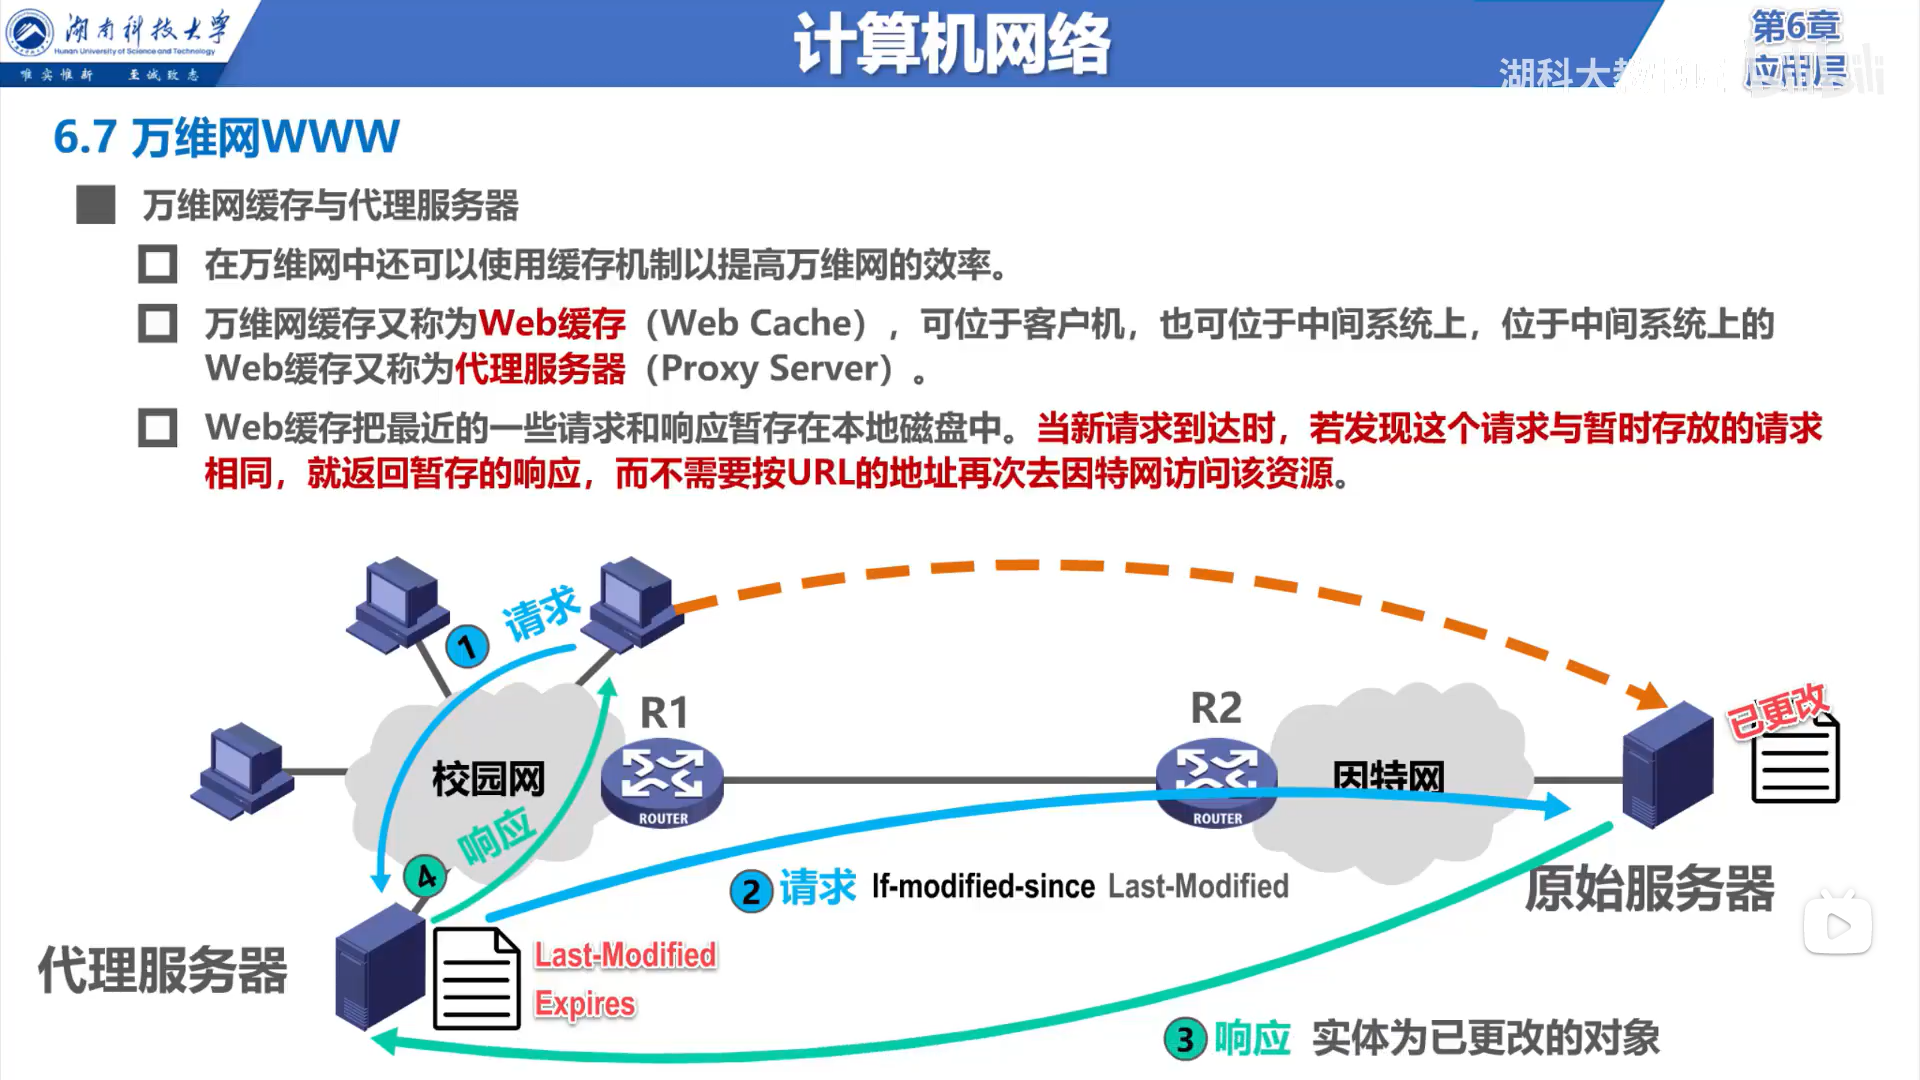 湖南科技大学
Hunan University of Science and Technology
唯实惟新 至诚致志
计算机网络
第6章
应用层
湖科大教书匠
bilibili
6.7 万维网WWW
万维网缓存与代理服务器
在万维网中还可以使用缓存机制以提高万维网的效率。
万维网缓存又称为Web缓存（Web Cache），可位于客户机，也可位于中间系统上，位于中间系统上的
Web缓存又称为代理服务器（Proxy Server）。
Web缓存把最近的一些请求和响应暂存在本地磁盘中。当新请求到达时，若发现这个请求与暂时存放的请求
相同，就返回暂存的响应，而不需要按URL的地址再次去因特网访问该资源。
1 请求
R1
R2
已更改
校园网
因特网
ROUTER
ROUTER
响应
4
2 请求 If-modified-since Last-Modified
原始服务器
代理服务器
Last-Modified
Expires
3 响应 实体为已更改的对象